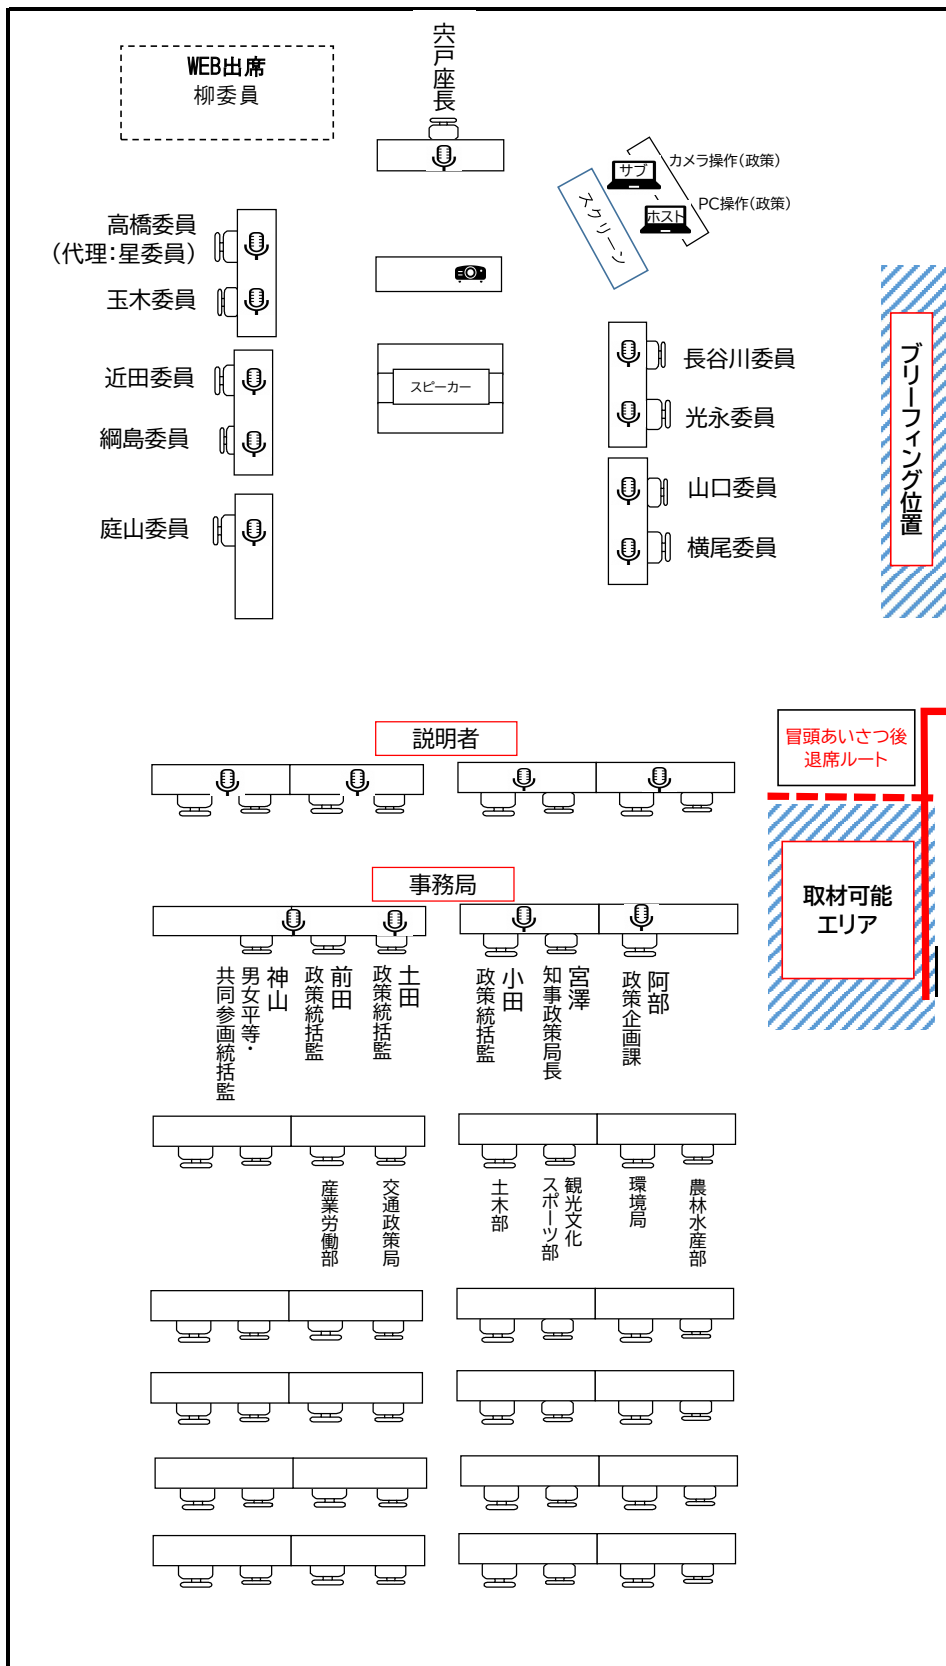 宍戸座長
WEB出席
柳委員
サブ
カメラ操作(政策)
ホスト
PC操作(政策)
スクリーン
高橋委員
(代理:星委員)
玉木委員
近田委員
綱島委員
庭山委員
スピーカー
長谷川委員
光永委員
山口委員
横尾委員
ブリーフィング位置
説明者
冒頭あいさつ後
退席ルート
事務局
取材可能
エリア
神山
男女平等・
共同参画統括監
前田
政策統括監
土田
政策統括監
小田
政策統括監
宮澤
知事政策局長
阿部
政策企画課
産業労働部
交通政策局
土木部
観光文化
スポーツ部
環境局
農林水産部